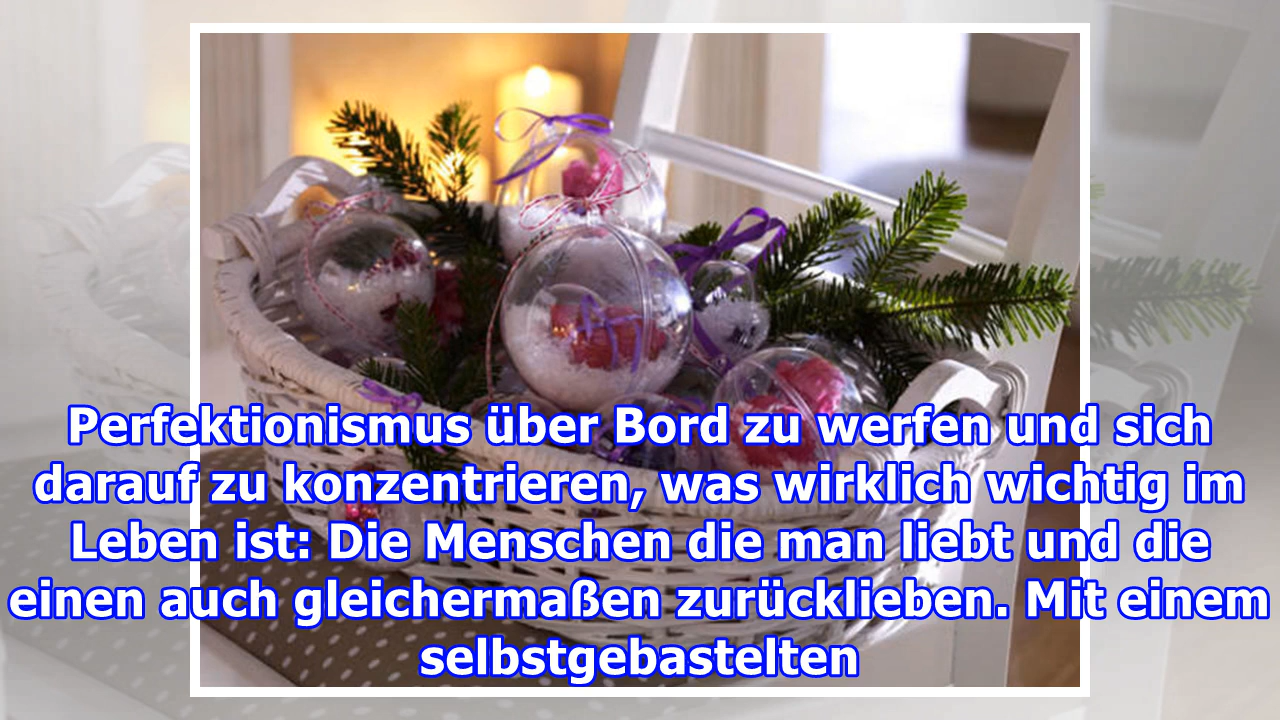 Perfektionismus über Bord zu werfen und sich
darauf zu konzentrieren, was wirklich wichtig im
Leben ist: Die Menschen die man liebt und die
einen auch gleichermaßen zurücklieben. Mit einem
selbstgebastelten